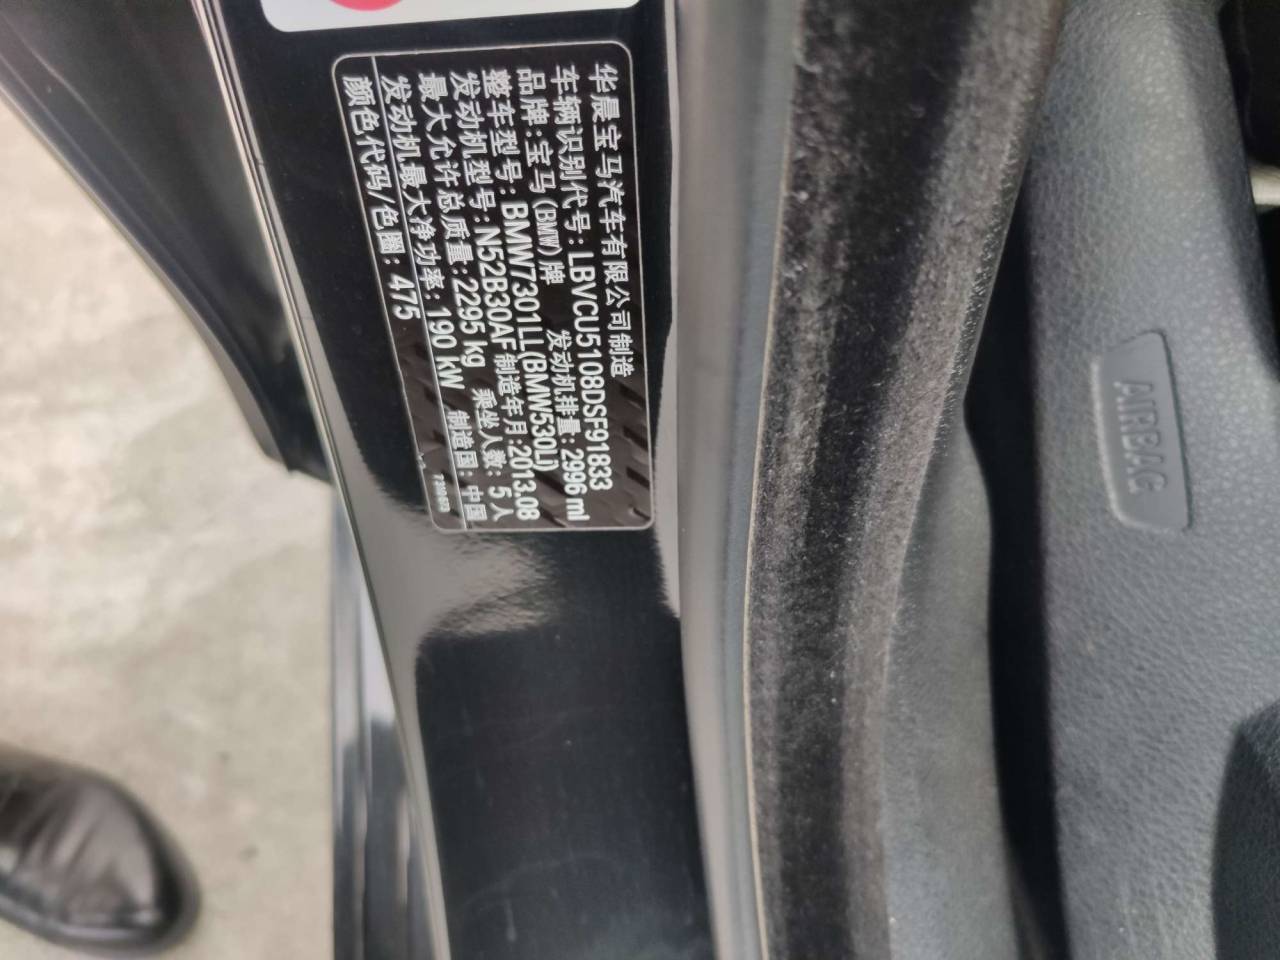 华晨宝马汽车有限公司制造
车辆识别代号: LBVCU5108DSF91833
品牌: 宝马(BMW)牌 发动机排量: 2996 ml
整车型号: BMW7301LL(BMW530Li)
发动机型号: N52B30AF 制造年月: 2013.08
最大允许总质量: 2295 kg 乘坐人数: 5 人
发动机最大净功率: 190 kW 制造国: 中国
颜色代码/色圈: 475
AIRBAG